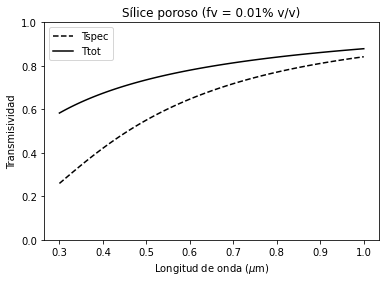 Sílice poroso (fv = 0.01% v/v)
Tspec
Ttot
Transmisividad
1.0
0.8
0.6
0.4
0.2
0.0
0.3 0.4 0.5 0.6 0.7 0.8 0.9 1.0
Longitud de onda (μm)